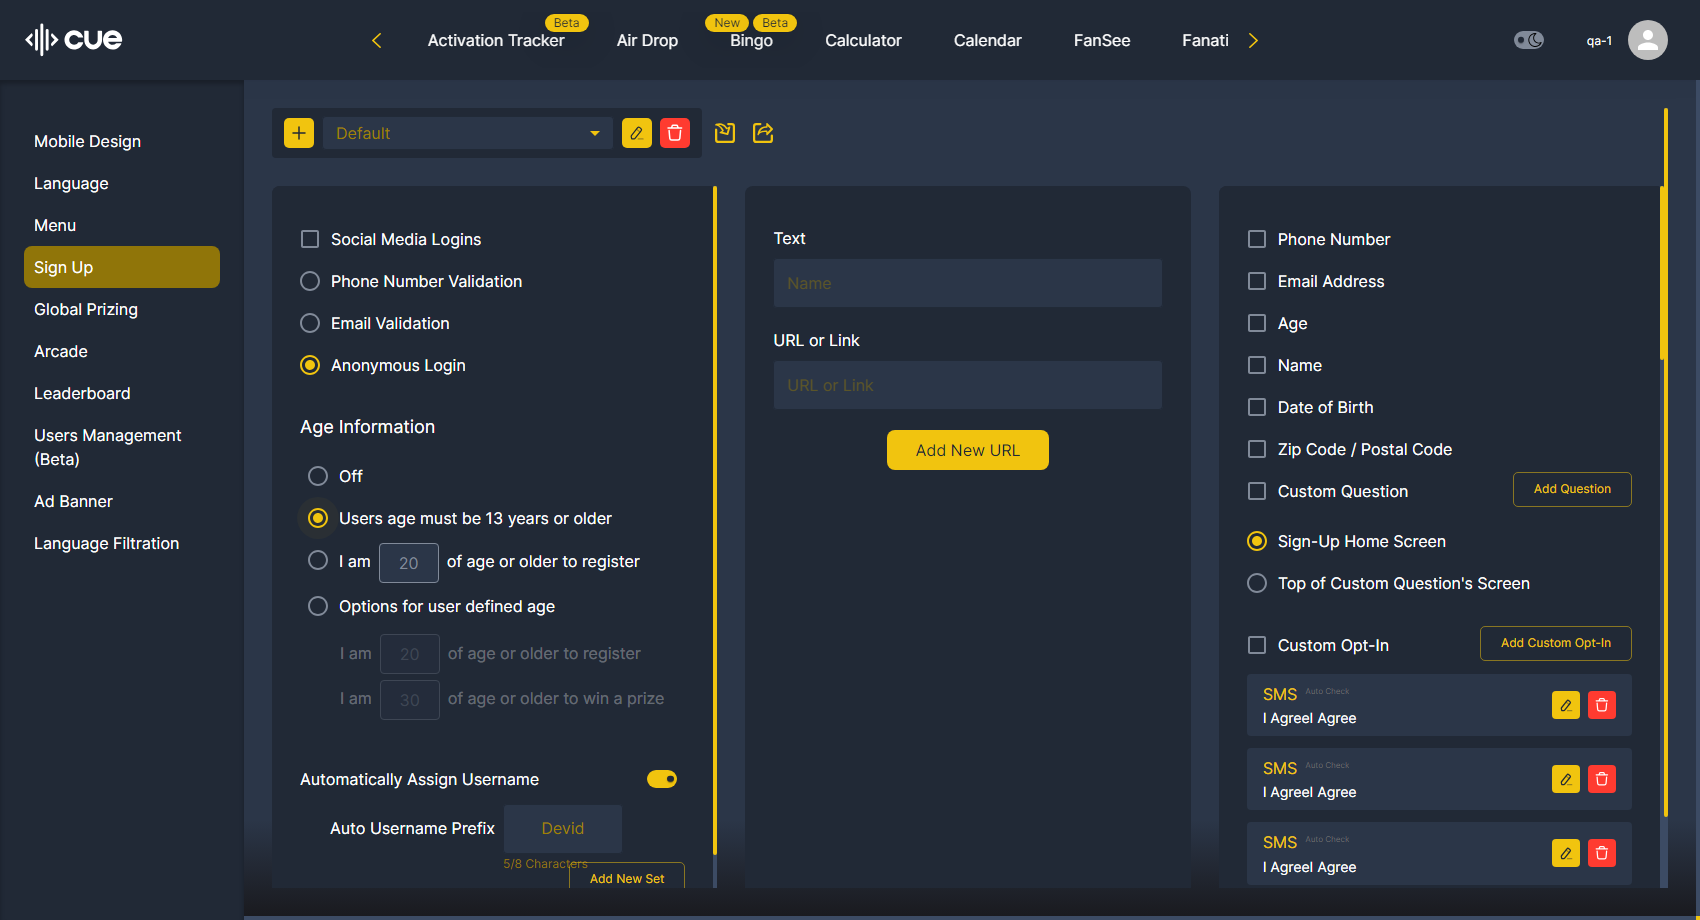 cue
Activation Tracker
Beta
Air Drop
New
Beta
Bingo
Calculator
Calendar
FanSee
Fanati
qa-1
Mobile Design
Language
Menu
Sign Up
Global Prizing
Arcade
Leaderboard
Users Management
(Beta)
Ad Banner
Language Filtration
Default
Social Media Logins
Phone Number Validation
Email Validation
Anonymous Login
Age Information
Off
Users age must be 13 years or older
I am 20 of age or older to register
Options for user defined age
I am 20 of age or older to register
I am 30 of age or older to win a prize
Automatically Assign Username
Auto Username Prefix Devid
5/8 Characters
Add New Set
Text
Name
URL or Link
URL or Link
Add New URL
Phone Number
Email Address
Age
Name
Date of Birth
Zip Code / Postal Code
Custom Question
Add Question
Sign-Up Home Screen
Top of Custom Question's Screen
Custom Opt-In
Add Custom Opt-In
SMS Auto Check
I AgreeI Agree
SMS Auto Check
I AgreeI Agree
SMS Auto Check
I AgreeI Agree